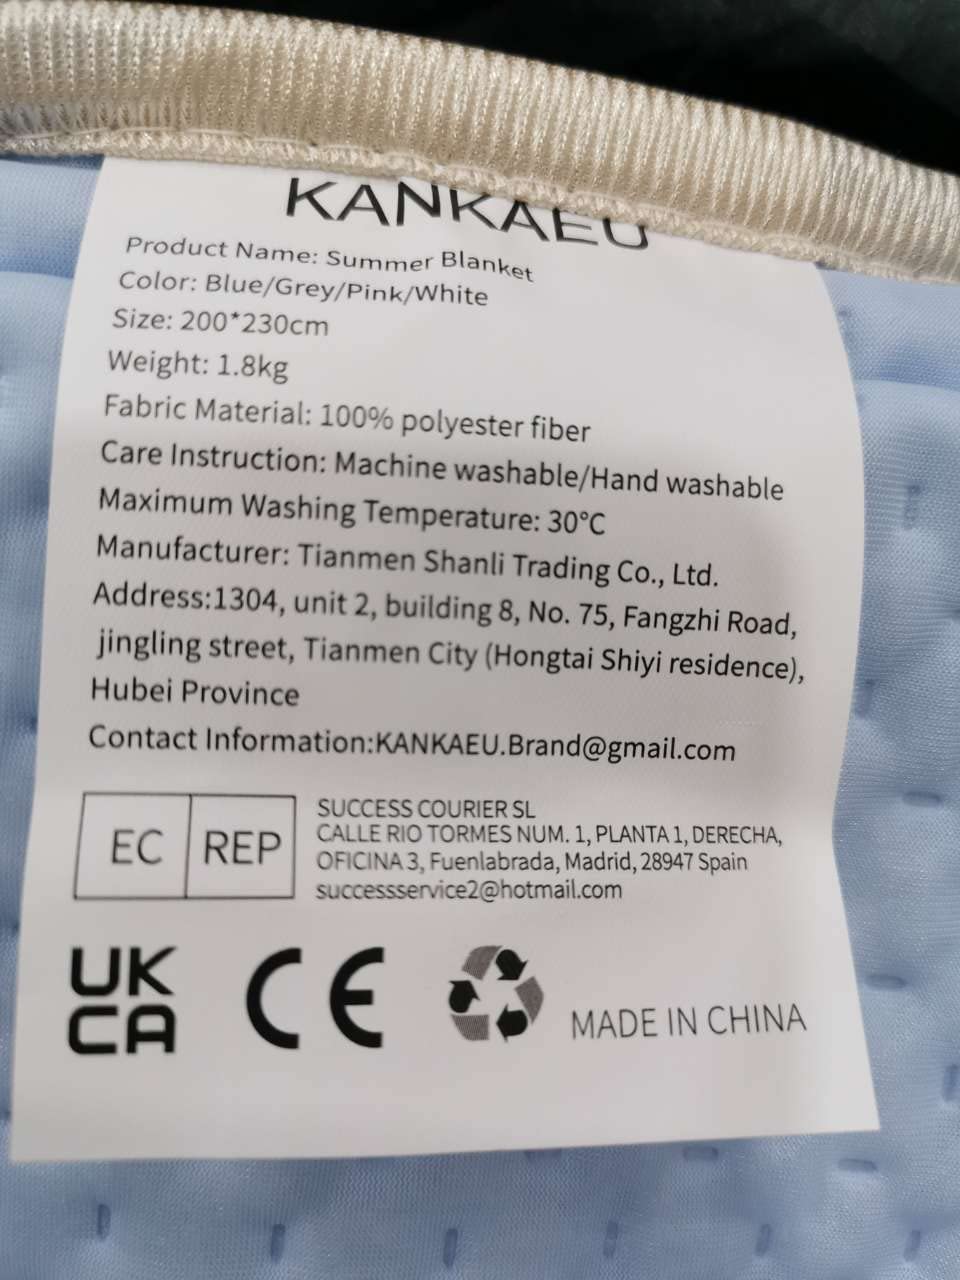 KANKAEU
Product Name: Summer Blanket
Color: Blue/Grey/Pink/White
Size: 200*230cm
Weight: 1.8kg
Fabric Material: 100% polyester fiber
Care Instruction: Machine washable/Hand washable
Maximum Washing Temperature: 30°C
Manufacturer: Tianmen Shanli Trading Co., Ltd.
Address:1304, unit 2, building 8, No. 75, Fangzhi Road,
jingling street, Tianmen City (Hongtai Shiyi residence),
Hubei Province
Contact Information:KANKAEU.Brand@gmail.com
EC REP
SUCCESS COURIER SL
CALLE RIO TORMES NUM. 1, PLANTA 1, DERECHA,
OFICINA 3, Fuenlabrada, Madrid, 28947 Spain
successservice2@hotmail.com
UK
CA
CE
MADE IN CHINA